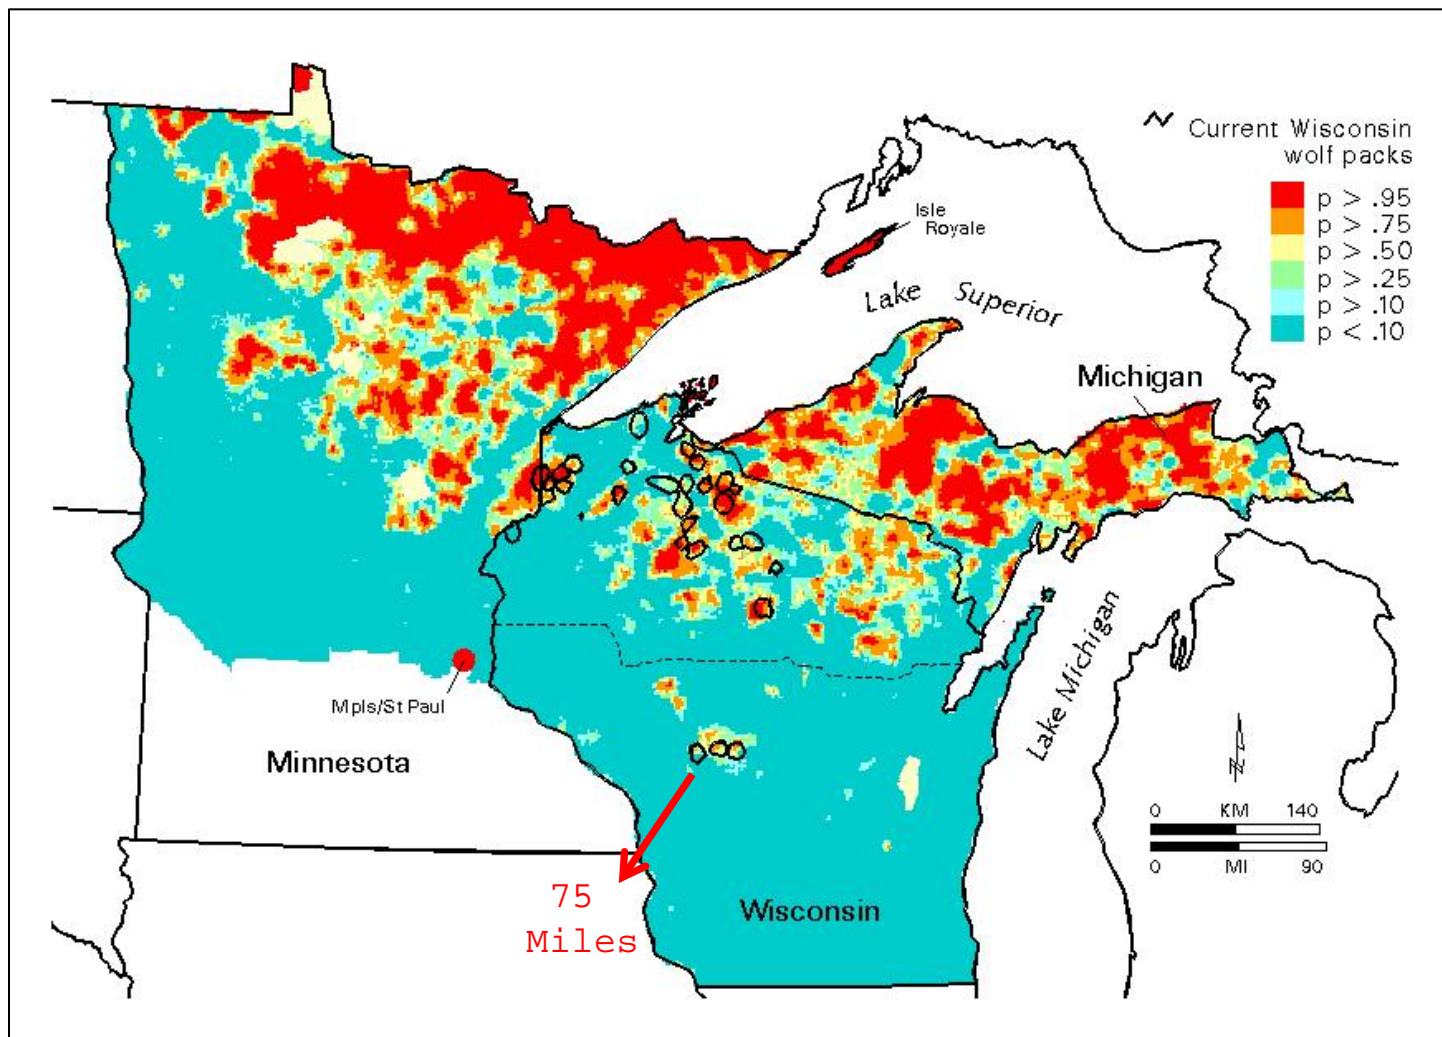 Current Wisconsin
wolf packs
p > .95
p > .75
p > .50
p > .25
p > .10
p < .10
Isle
Royale
Lake Superior
Michigan
Mpls/St Paul
Minnesota
Lake Michigan
0 KM 140
0 MI 90
75
Miles
Wisconsin
N